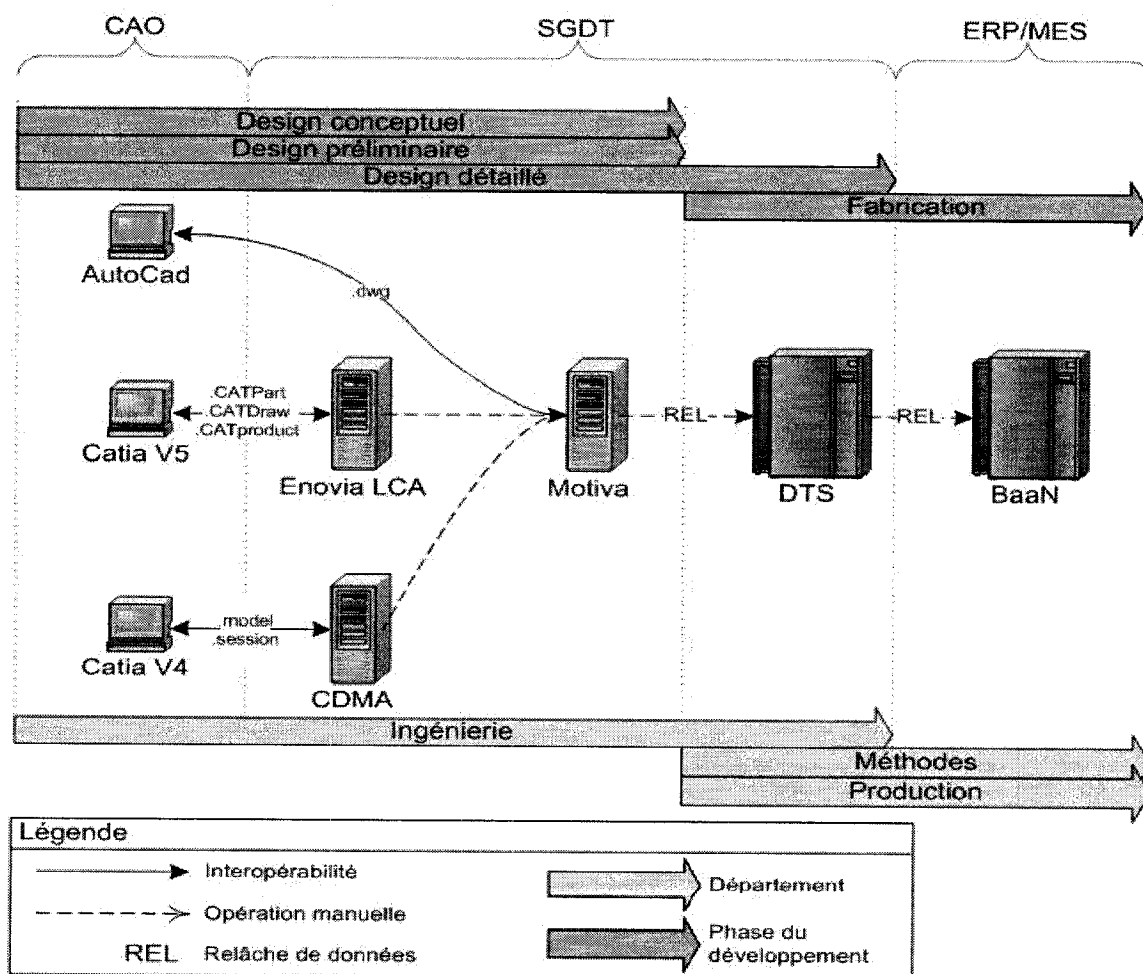 CAO
SGDT
ERP/MES
Design conceptuel
Design préliminaire
Design détaillé
Fabrication
AutoCad
.dwg
.CATPart
.CATDraw
.CATproduct
Catia V5
Enovia LCA
Motiva
REL
DTS
REL
BaaN
.model
.session
Catia V4
CDMA
Ingénierie
Méthodes
Production
Légende
Interopérabilité
Opération manuelle
REL Relâche de données
Département
Phase du
développement